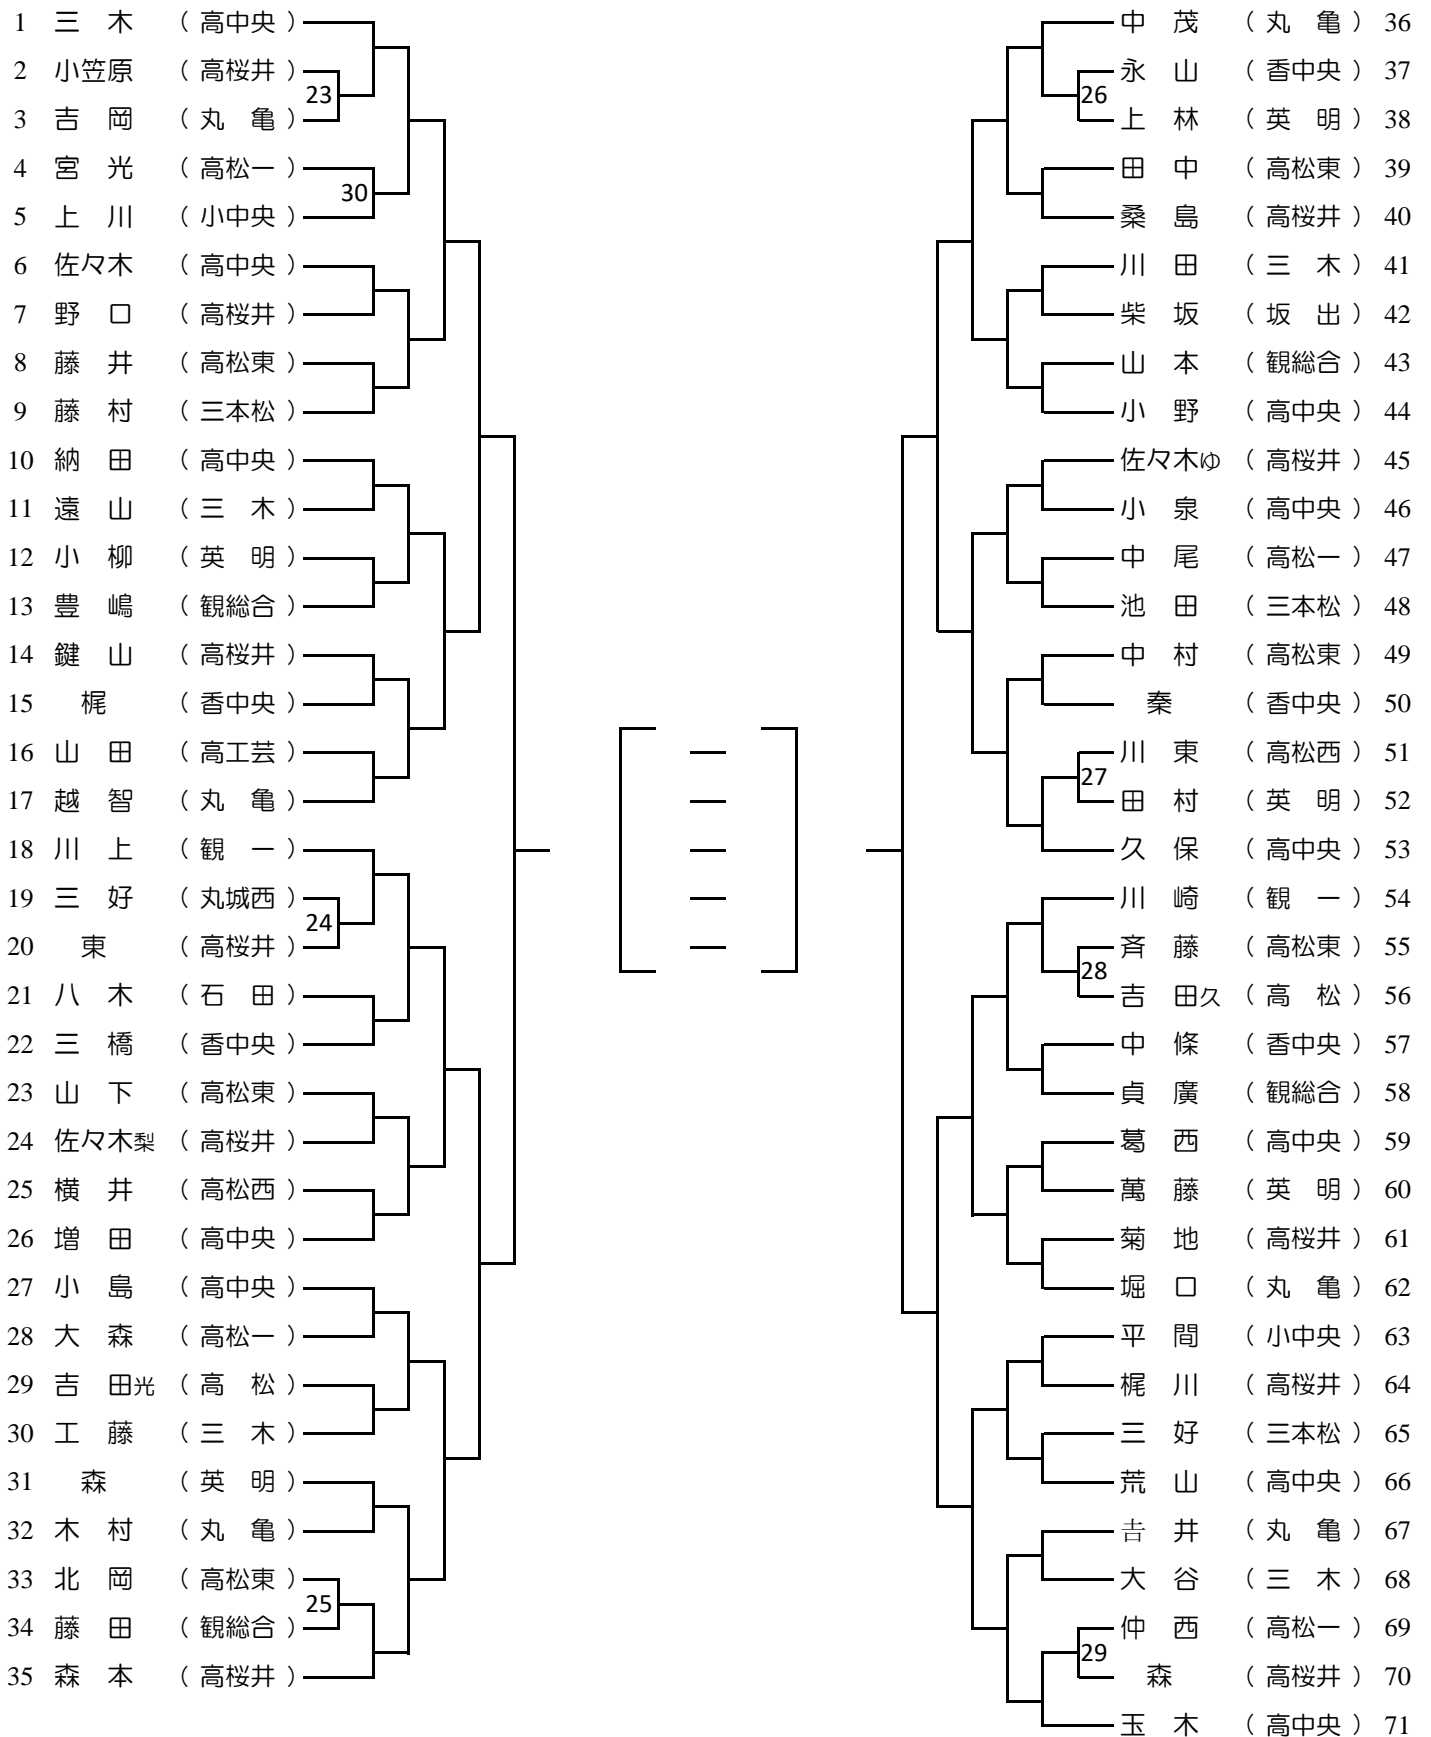 1 三 木 （ 高中央 ）
2 小笠原 （ 高桜井 ）
23
3 吉 岡 （ 丸 亀 ）
4 宮 光 （ 高松一 ）
30
5 上 川 （ 小中央 ）
6 佐々木 （ 高中央 ）
7 野 口 （ 高桜井 ）
8 藤 井 （ 高松東 ）
9 藤 村 （ 三本松 ）
10 納 田 （ 高中央 ）
11 遠 山 （ 三 木 ）
12 小 柳 （ 英 明 ）
13 豊 嶋 （ 観総合 ）
14 鍵 山 （ 高桜井 ）
15 梶 （ 香中央 ）
16 山 田 （ 高工芸 ）
17 越 智 （ 丸 亀 ）
18 川 上 （ 観 一 ）
19 三 好 （ 丸城西 ）
24
20 東 （ 高桜井 ）
21 八 木 （ 石 田 ）
22 三 橋 （ 香中央 ）
23 山 下 （ 高松東 ）
24 佐々木梨 （ 高桜井 ）
25 横 井 （ 高松西 ）
26 増 田 （ 高中央 ）
27 小 島 （ 高中央 ）
28 大 森 （ 高松一 ）
29 吉 田光 （ 高 松 ）
30 工 藤 （ 三 木 ）
31 森 （ 英 明 ）
32 木 村 （ 丸 亀 ）
33 北 岡 （ 高松東 ）
25
34 藤 田 （ 観総合 ）
35 森 本 （ 高桜井 ）
中 茂 （ 丸 亀 ） 36
永 山 （ 香中央 ） 37
26
上 林 （ 英 明 ） 38
田 中 （ 高松東 ） 39
桑 島 （ 高桜井 ） 40
川 田 （ 三 木 ） 41
柴 坂 （ 坂 出 ） 42
山 本 （ 観総合 ） 43
小 野 （ 高中央 ） 44
佐々木ゆ （ 高桜井 ） 45
小 泉 （ 高中央 ） 46
中 尾 （ 高松一 ） 47
池 田 （ 三本松 ） 48
中 村 （ 高松東 ） 49
秦 （ 香中央 ） 50
川 東 （ 高松西 ） 51
27
田 村 （ 英 明 ） 52
久 保 （ 高中央 ） 53
川 崎 （ 観 一 ） 54
斉 藤 （ 高松東 ） 55
28
吉 田久 （ 高 松 ） 56
中 條 （ 香中央 ） 57
貞 廣 （ 観総合 ） 58
葛 西 （ 高中央 ） 59
萬 藤 （ 英 明 ） 60
菊 地 （ 高桜井 ） 61
堀 口 （ 丸 亀 ） 62
平 間 （ 小中央 ） 63
梶 川 （ 高桜井 ） 64
三 好 （ 三本松 ） 65
荒 山 （ 高中央 ） 66
𠮷 井 （ 丸 亀 ） 67
大 谷 （ 三 木 ） 68
仲 西 （ 高松一 ） 69
29
森 （ 高桜井 ） 70
玉 木 （ 高中央 ） 71